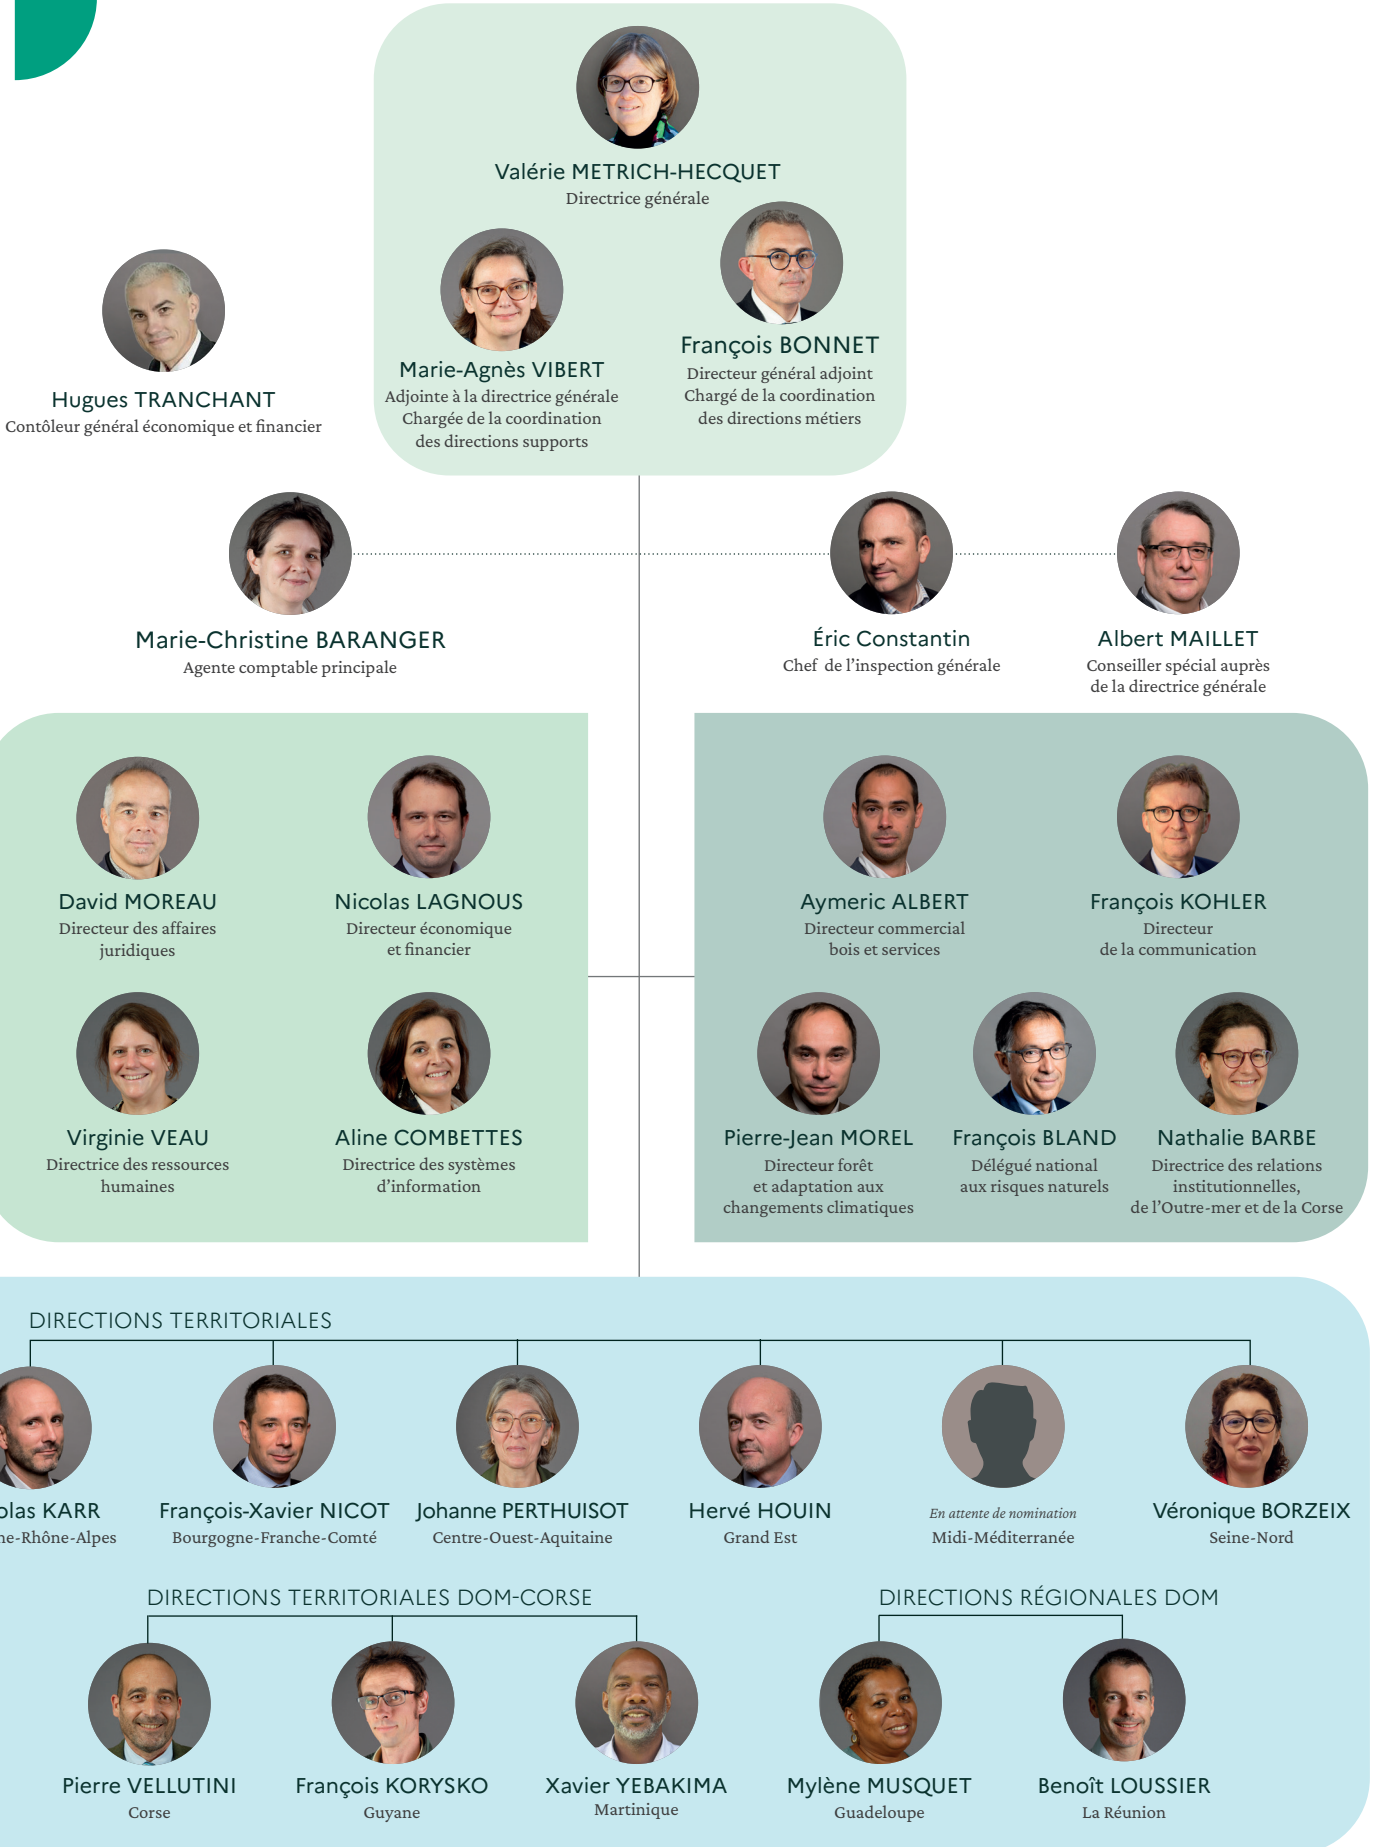 Valérie METRICH-HECQUET
Directrice générale
Hugues TRANCHANT
Contôleur général économique et financier
Marie-Agnès VIBERT
Adjointe à la directrice générale
Chargée de la coordination
des directions supports
François BONNET
Directeur général adjoint
Chargé de la coordination
des directions métiers
Marie-Christine BARANGER
Agente comptable principale
Éric Constantin
Chef de l’inspection générale
Albert MAILLET
Conseiller spécial auprès
de la directrice générale
David MOREAU
Directeur des affaires
juridiques
Nicolas LAGNOUS
Directeur économique
et financier
Virginie VEAU
Directrice des ressources
humaines
Aline COMBETTES
Directrice des systèmes
d’information
Aymeric ALBERT
Directeur commercial
bois et services
François KOHLER
Directeur
de la communication
Pierre-Jean MOREL
Directeur forêt
et adaptation aux
changements climatiques
François BLAND
Délégué national
aux risques naturels
Nathalie BARBE
Directrice des relations
institutionnelles,
de l’Outre-mer et de la Corse
DIRECTIONS TERRITORIALES
olas KARR
ne-Rhône-Alpes
François-Xavier NICOT
Bourgogne-Franche-Comté
Johanne PERTHUISOT
Centre-Ouest-Aquitaine
Hervé HOUIN
Grand Est
En attente de nomination
Midi-Méditerranée
Véronique BORZEIX
Seine-Nord
DIRECTIONS TERRITORIALES DOM-CORSE
Pierre VELLUTINI
Corse
François KORYSKO
Guyane
Xavier YEBAKIMA
Martinique
DIRECTIONS RÉGIONALES DOM
Mylène MUSQUET
Guadeloupe
Benoît LOUSSIER
La Réunion